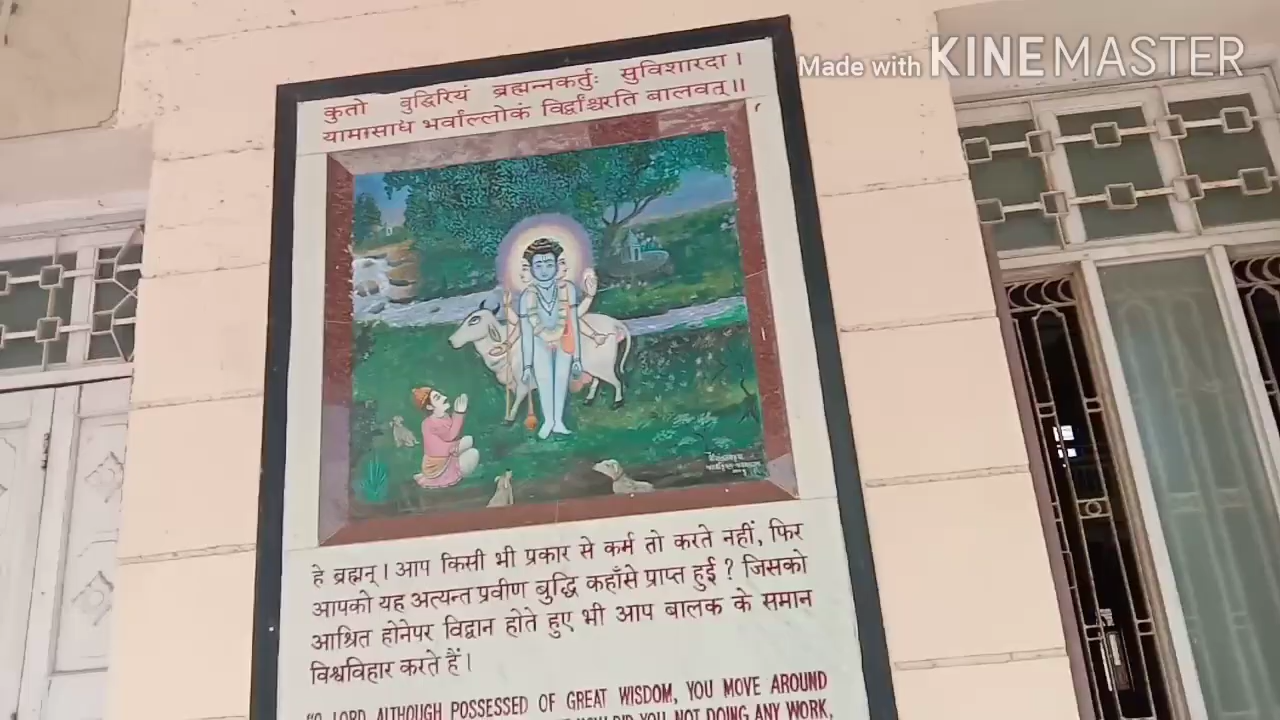 Made with KINEMASTER
कुतो बुद्धिरियं ब्रह्मन्नकर्तुः सुविशारदा।
यामासाध भर्वाल्लोकं विर्द्वांश्चरति बालवत्॥
हे ब्रह्मन्। आप किसी भी प्रकार से कर्म तो करते नहीं, फिर
आपको यह अत्यन्त प्रवीण बुद्धि कहाँसे प्राप्त हुई ? जिसको
आश्रित होनेपर विद्वान होते हुए भी आप बालक के समान
विश्वविहार करते हैं।
"O LORD ALTHOUGH POSSESSED OF GREAT WISDOM, YOU MOVE AROUND
DID YOU, NOT DOING ANY WORK,